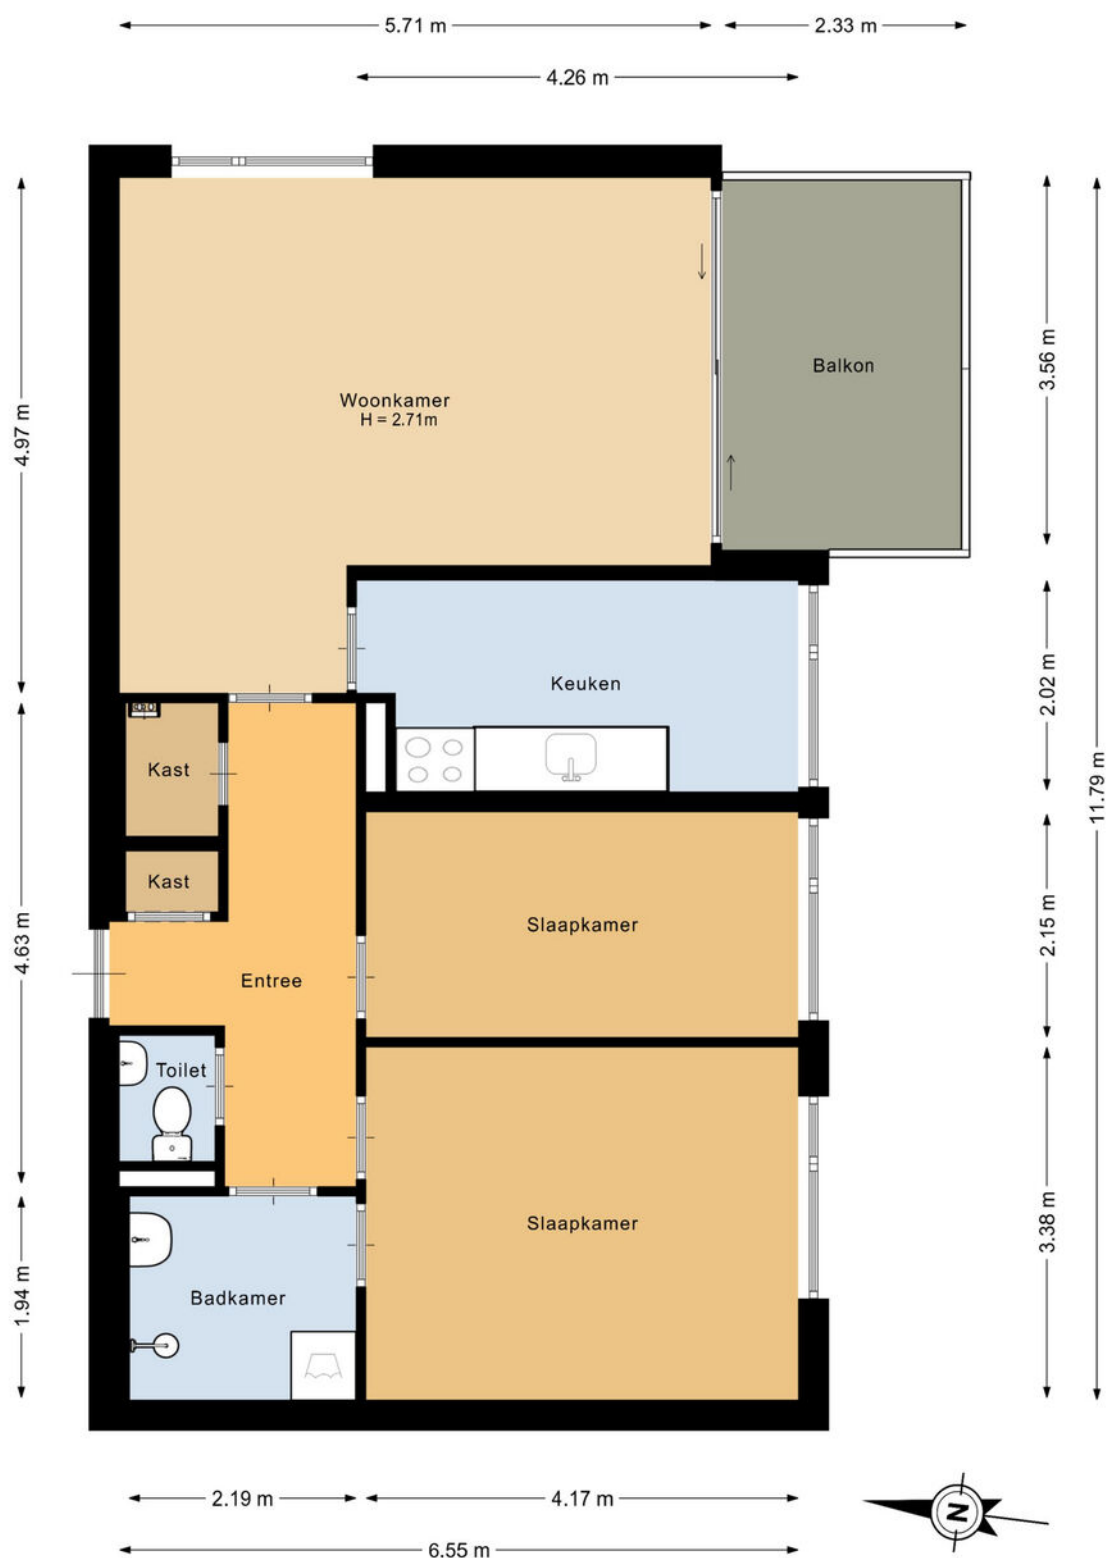 5.71 m
2.33 m
4.26 m
4.97 m
3.56 m
11.79 m
Woonkamer
H = 2.71m
Balkon
Keuken
2.02 m
Kast
Kast
4.63 m
Slaapkamer
2.15 m
Entree
Toilet
Slaapkamer
3.38 m
1.94 m
Badkamer
2.19 m
4.17 m
N
6.55 m